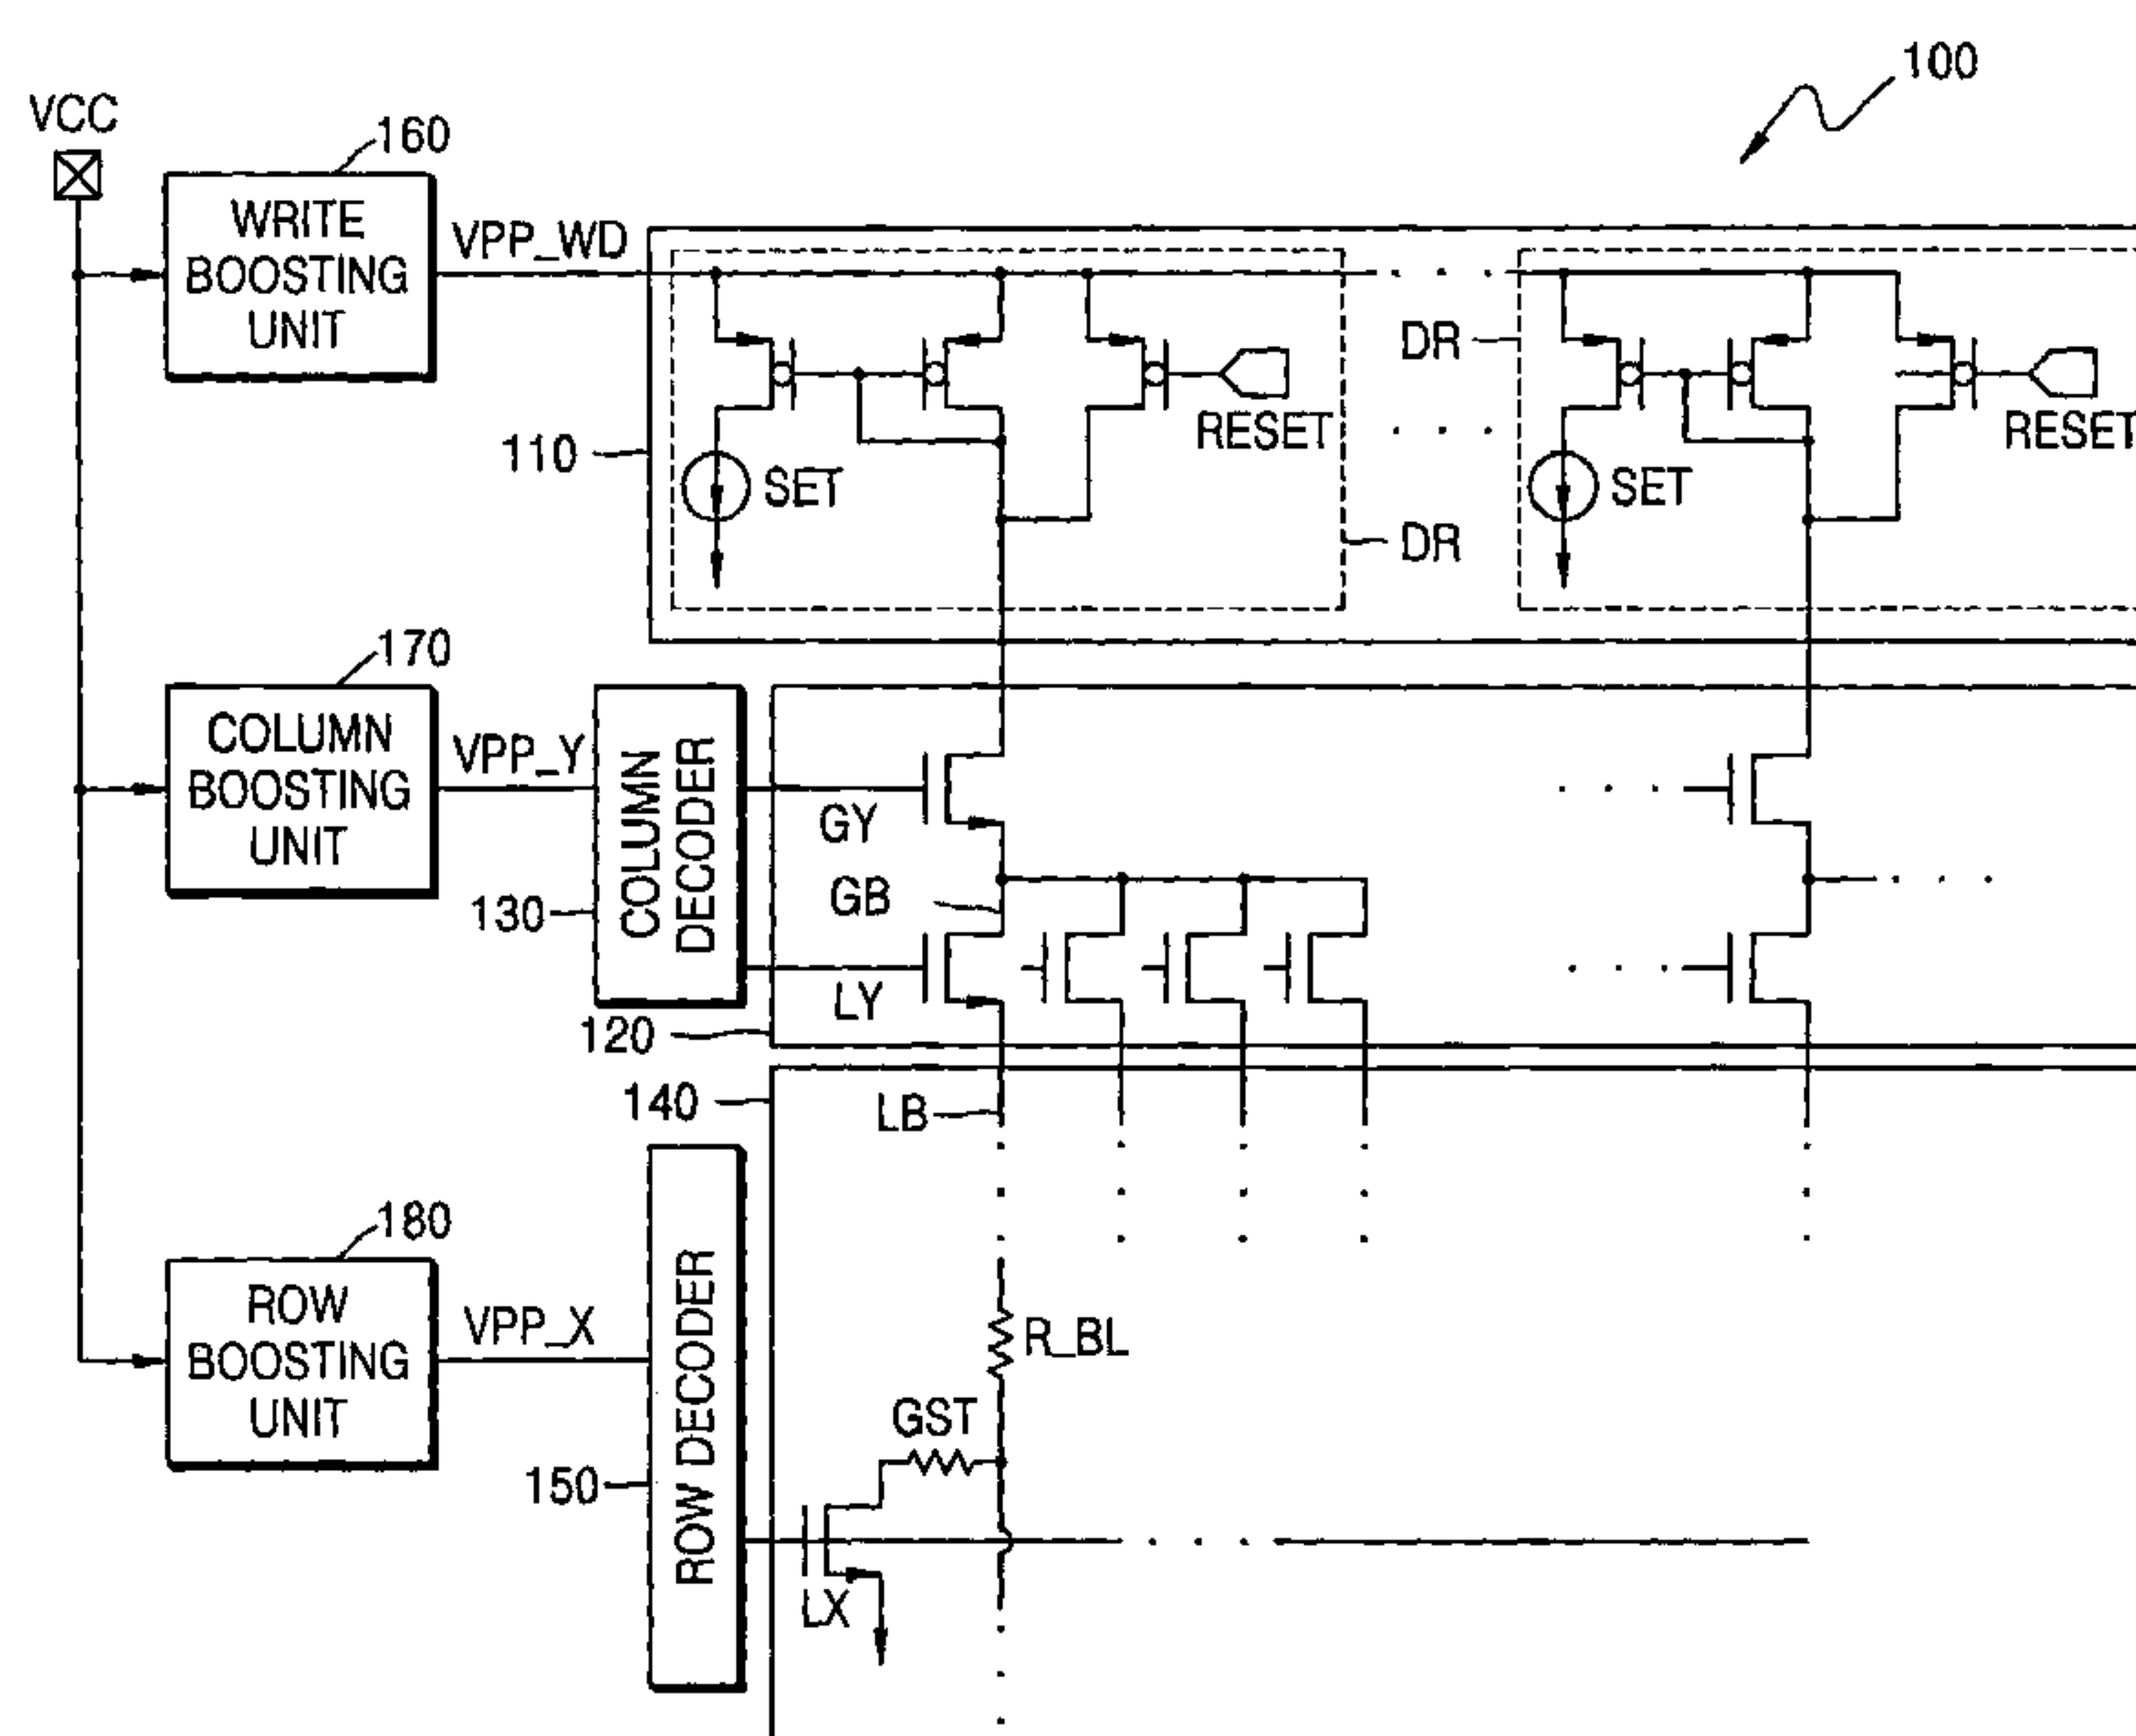 100
VCC
160
WRITE
BOOSTING
UNIT
VPP_WD
DR
RESET
RESET
110
SET
SET
DR
170
COLUMN
BOOSTING
UNIT
VPP_Y
COLUMN
DECODER
130
GY
GB
LY
120
140
LB
180
ROW
BOOSTING
UNIT
VPP_X
ROW DECODER
150
R_BL
GST
LX